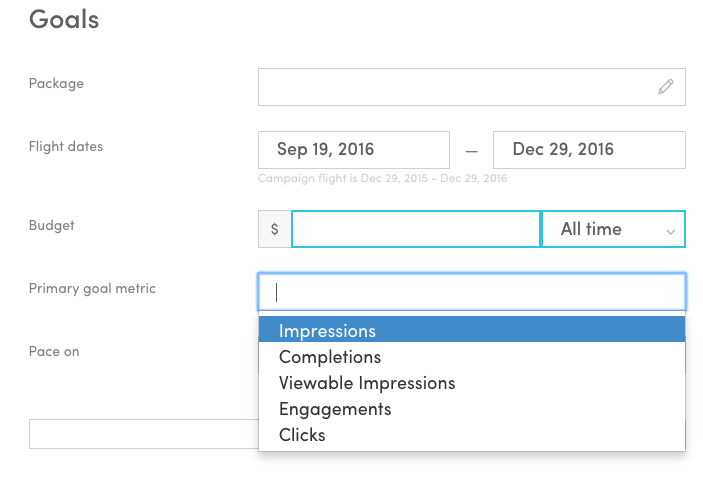 Goals
Package
Flight dates
Sep 19, 2016 — Dec 29, 2016
Campaign flight is Dec 29, 2015 - Dec 29, 2016
Budget
$
All time
Primary goal metric
Impressions
Completions
Viewable Impressions
Engagements
Clicks
Pace on